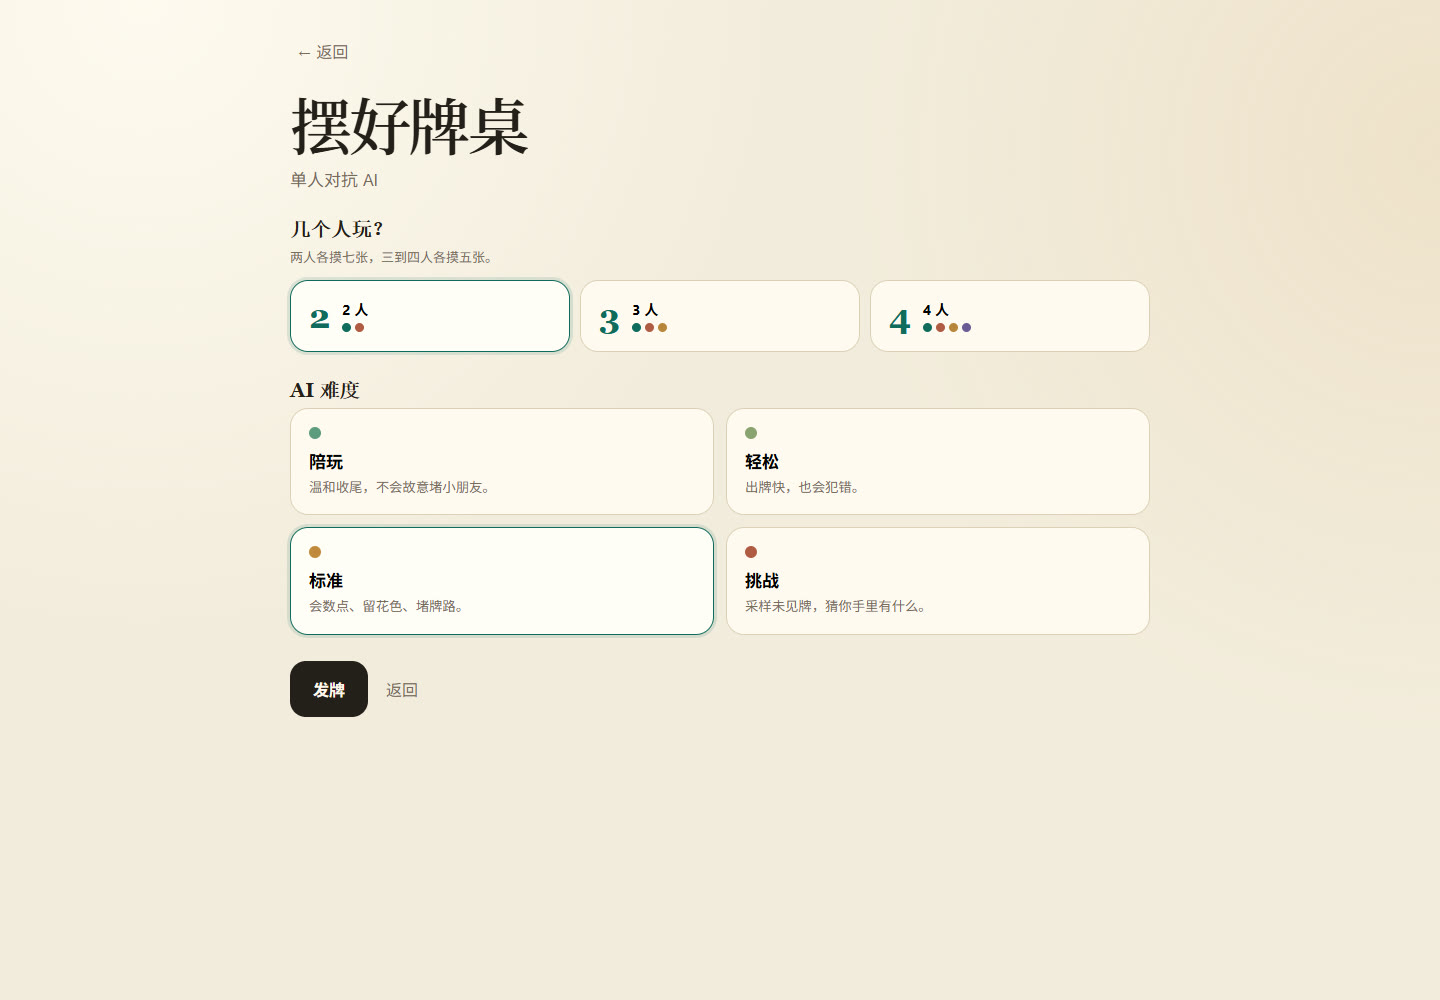 ← 返回
摆好牌桌
单人对抗 AI
几个人玩？
两人各摸七张，三到四人各摸五张。
2 2 人
3 3 人
4 4 人
AI 难度
陪玩
温和收尾，不会故意堵小朋友。
轻松
出牌快，也会犯错。
标准
会数点、留花色、堵牌路。
挑战
采样未见牌，猜你手里有什么。
发牌 返回